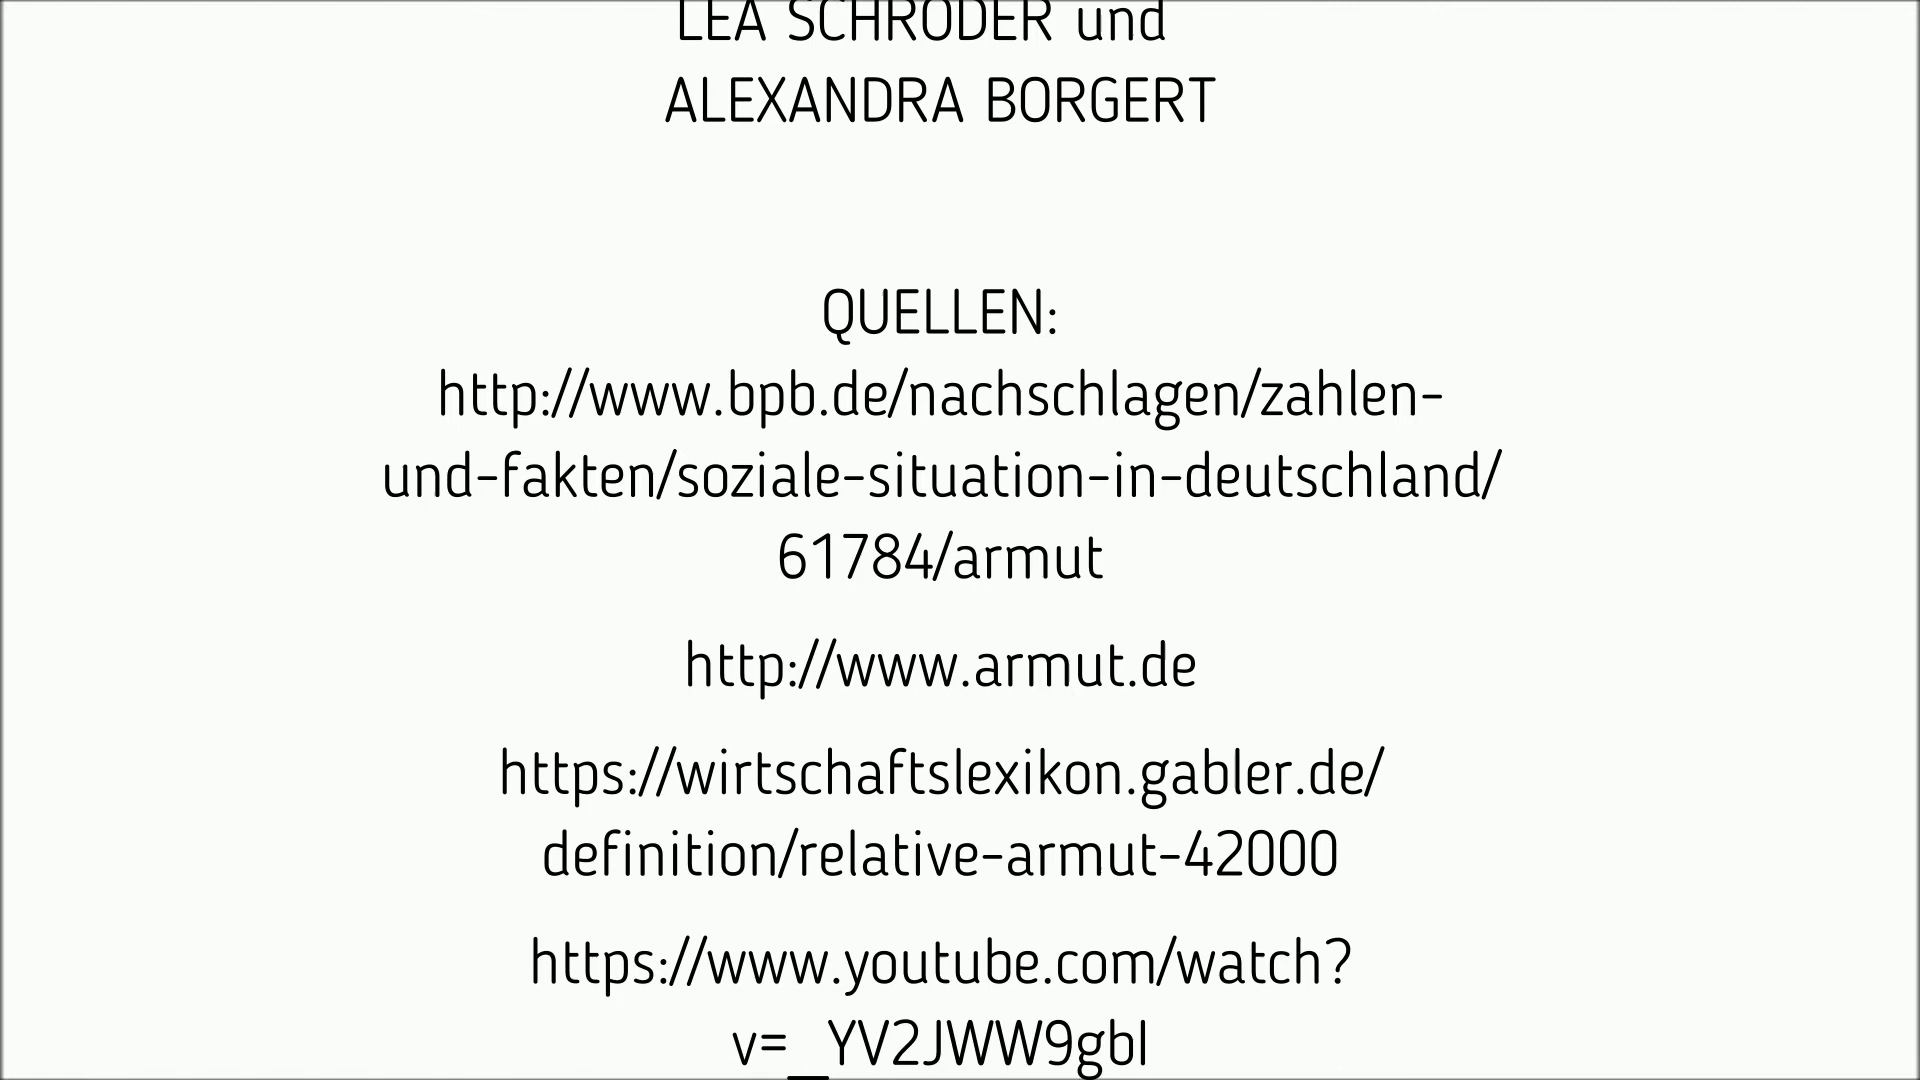 LEA SCHRÖDER und
ALEXANDRA BORGERT
QUELLEN:
http://www.bpb.de/nachschlagen/zahlen-
und-fakten/soziale-situation-in-deutschland/
61784/armut
http://www.armut.de
https://wirtschaftslexikon.gabler.de/
definition/relative-armut-42000
https://www.youtube.com/watch?
v=_YV2JWW9gbI